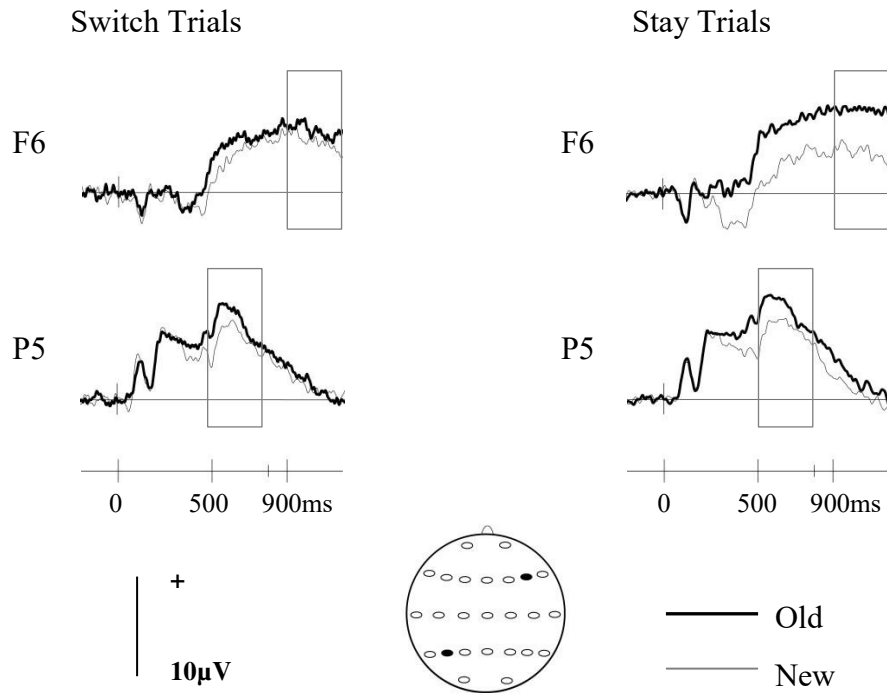 Switch Trials
Stay Trials
F6
F6
P5
P5
0 500 900ms
0 500 900ms
+
10µV
Old
New